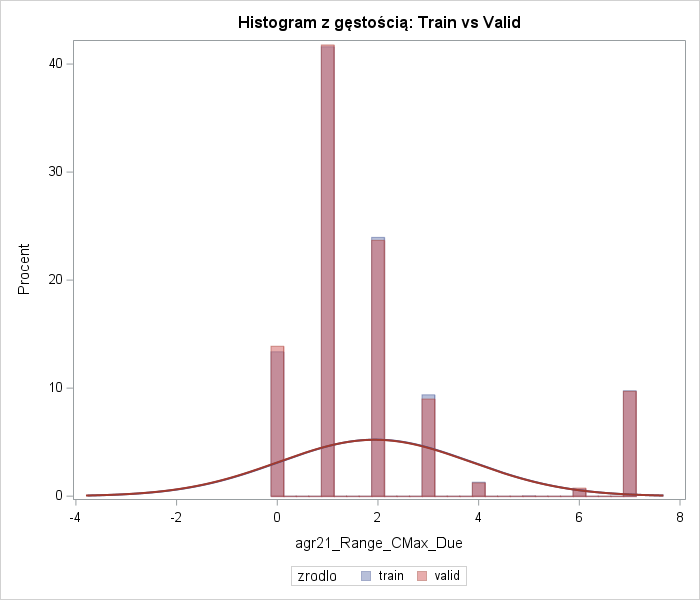 Histogram z gęstością: Train vs Valid
Procent
40
30
20
10
0
-4 -2 0 2 4 6 8
agr21_Range_CMax_Due
zrodlo train valid